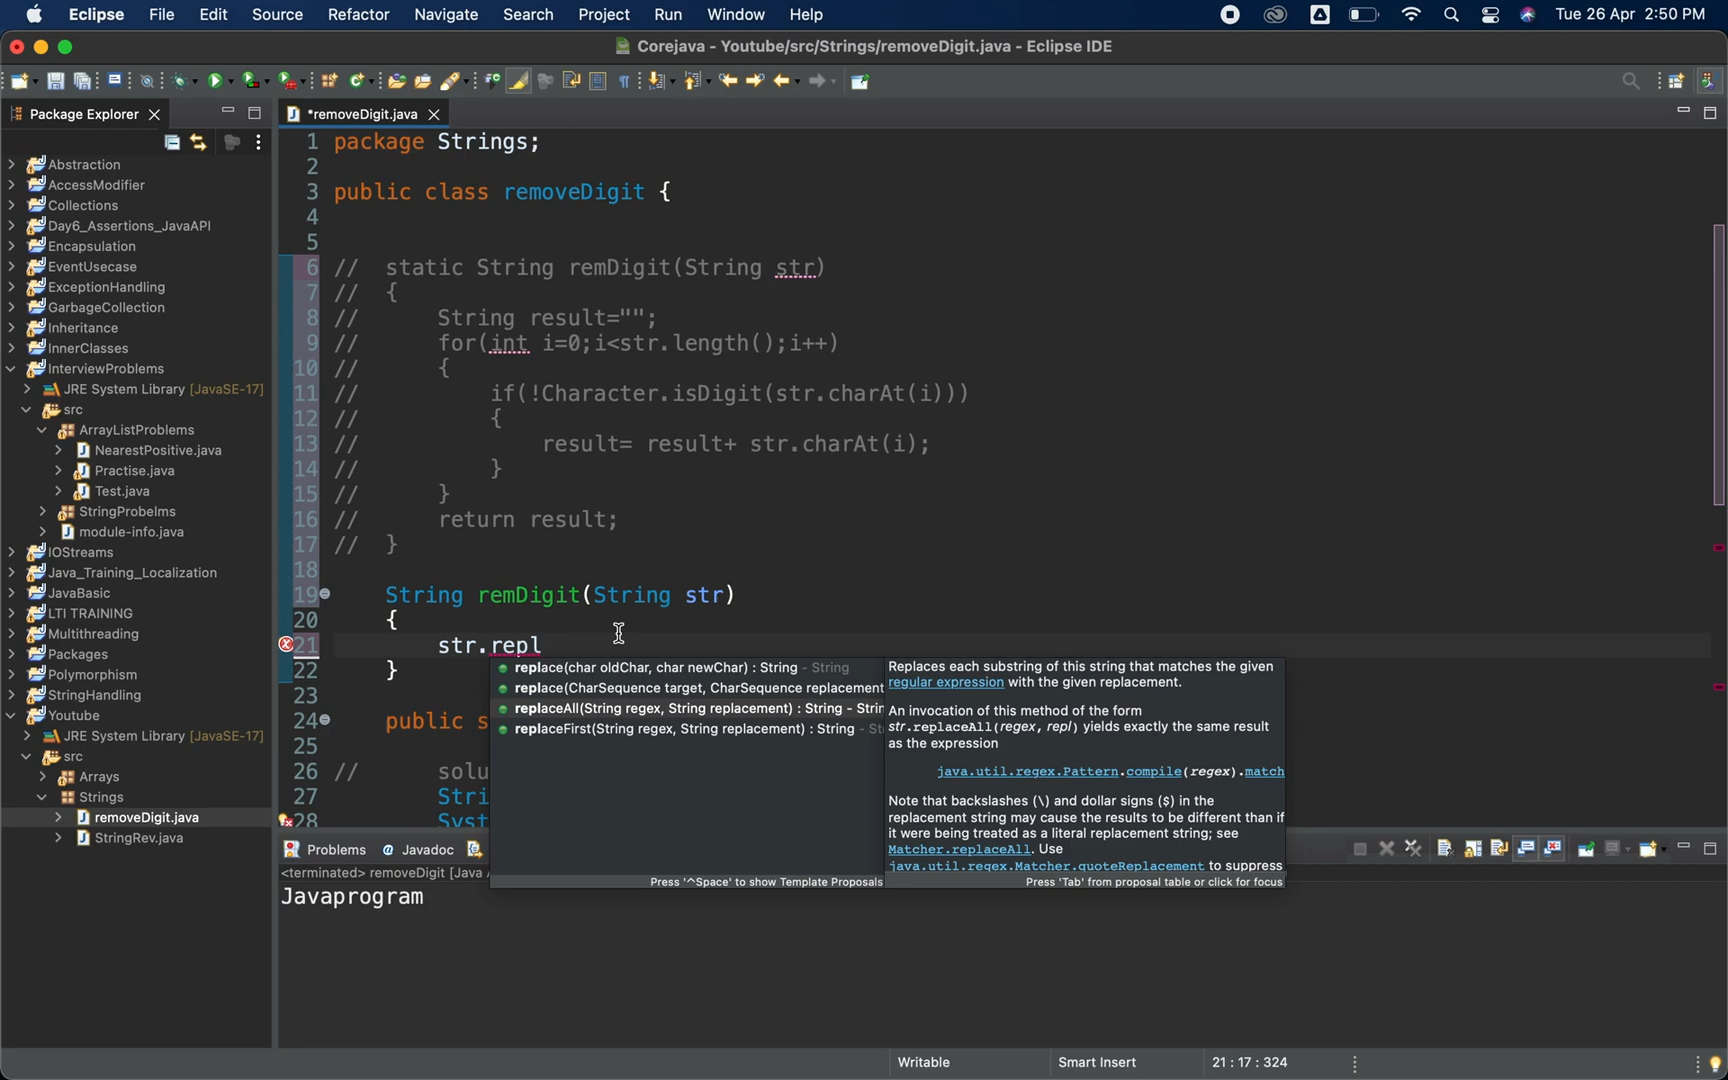 Eclipse File Edit Source Refactor Navigate Search Project Run Window Help Tue 26 Apr 2:50 PM
Corejava - Youtube/src/Strings/removeDigit.java - Eclipse IDE
Package Explorer
*removeDigit.java
Abstraction
AccessModifier
Collections
Day6_Assertions_JavaAPI
Encapsulation
EventUsecase
ExceptionHandling
GarbageCollection
Inheritance
InnerClasses
InterviewProblems
JRE System Library [JavaSE-17]
src
ArrayListProblems
NearestPositive.java
Practise.java
Test.java
StringProbelms
module-info.java
IOStreams
Java_Training_Localization
JavaBasic
LTI TRAINING
Multithreading
Packages
Polymorphism
StringHandling
Youtube
JRE System Library [JavaSE-17]
src
Arrays
Strings
removeDigit.java
StringRev.java
1 package Strings;
2
3 public class removeDigit {
4
5
6 // static String remDigit(String str)
7 // {
8 // String result="";
9 // for(int i=0;i<str.length();i++)
10 // {
11 // if(!Character.isDigit(str.charAt(i)))
12 // {
13 // result= result+ str.charAt(i);
14 // }
15 // }
16 // return result;
17 // }
18
19 String remDigit(String str)
20 {
21 str.repl
22 }
23
24 public s
25
26 // solu
27 Stri
28 Syst
replace(char oldChar, char newChar) : String - String
replace(CharSequence target, CharSequence replacement
replaceAll(String regex, String replacement) : String - Strin
replaceFirst(String regex, String replacement) : String - St
Press '^Space' to show Template Proposals
Replaces each substring of this string that matches the given
regular expression with the given replacement.
An invocation of this method of the form
str.replaceAll(regex, repl) yields exactly the same result
as the expression
java.util.regex.Pattern.compile(regex).match
Note that backslashes (\) and dollar signs ($) in the
replacement string may cause the results to be different than if
it were being treated as a literal replacement string; see
Matcher.replaceAll. Use
java.util.regex.Matcher.quoteReplacement to suppress
Press 'Tab' from proposal table or click for focus
Problems @ Javadoc
<terminated> removeDigit [Java
Javaprogram
Writable Smart Insert 21 : 17 : 324